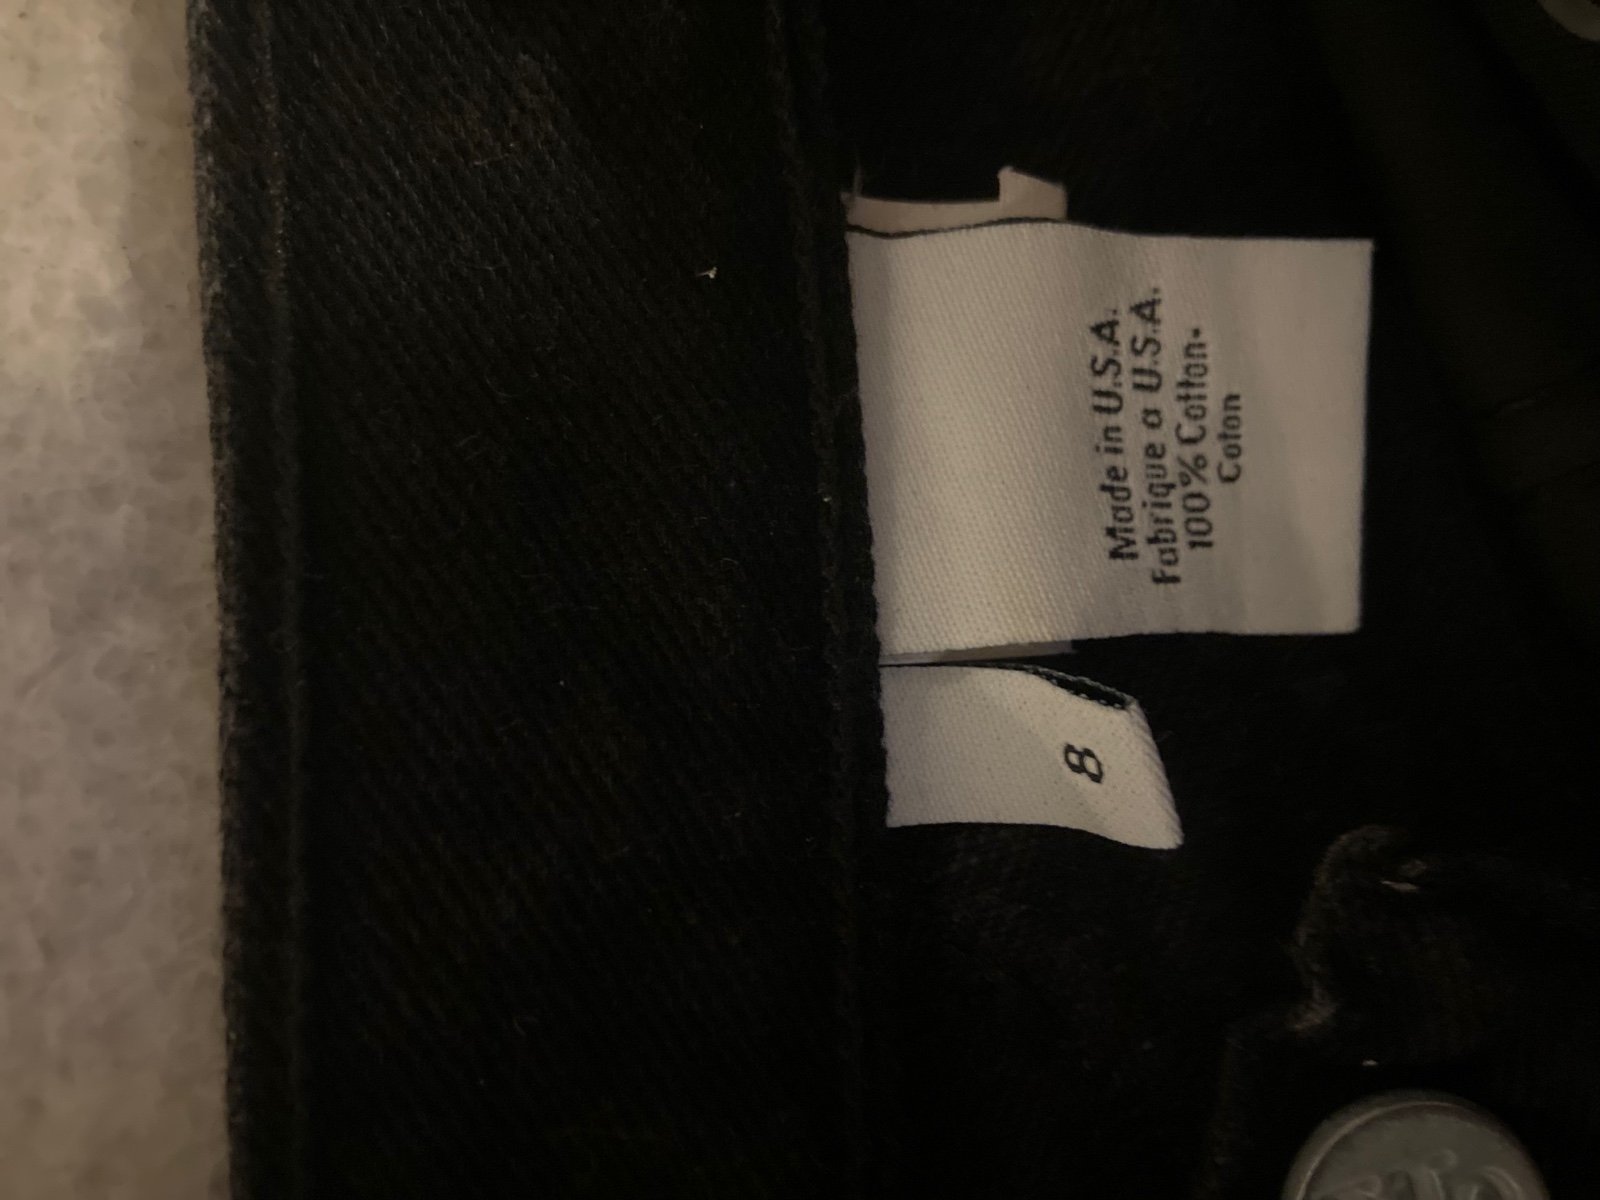 Made in U.S.A.
Fabrique a U.S.A.
100% Cotton•
Coton
8